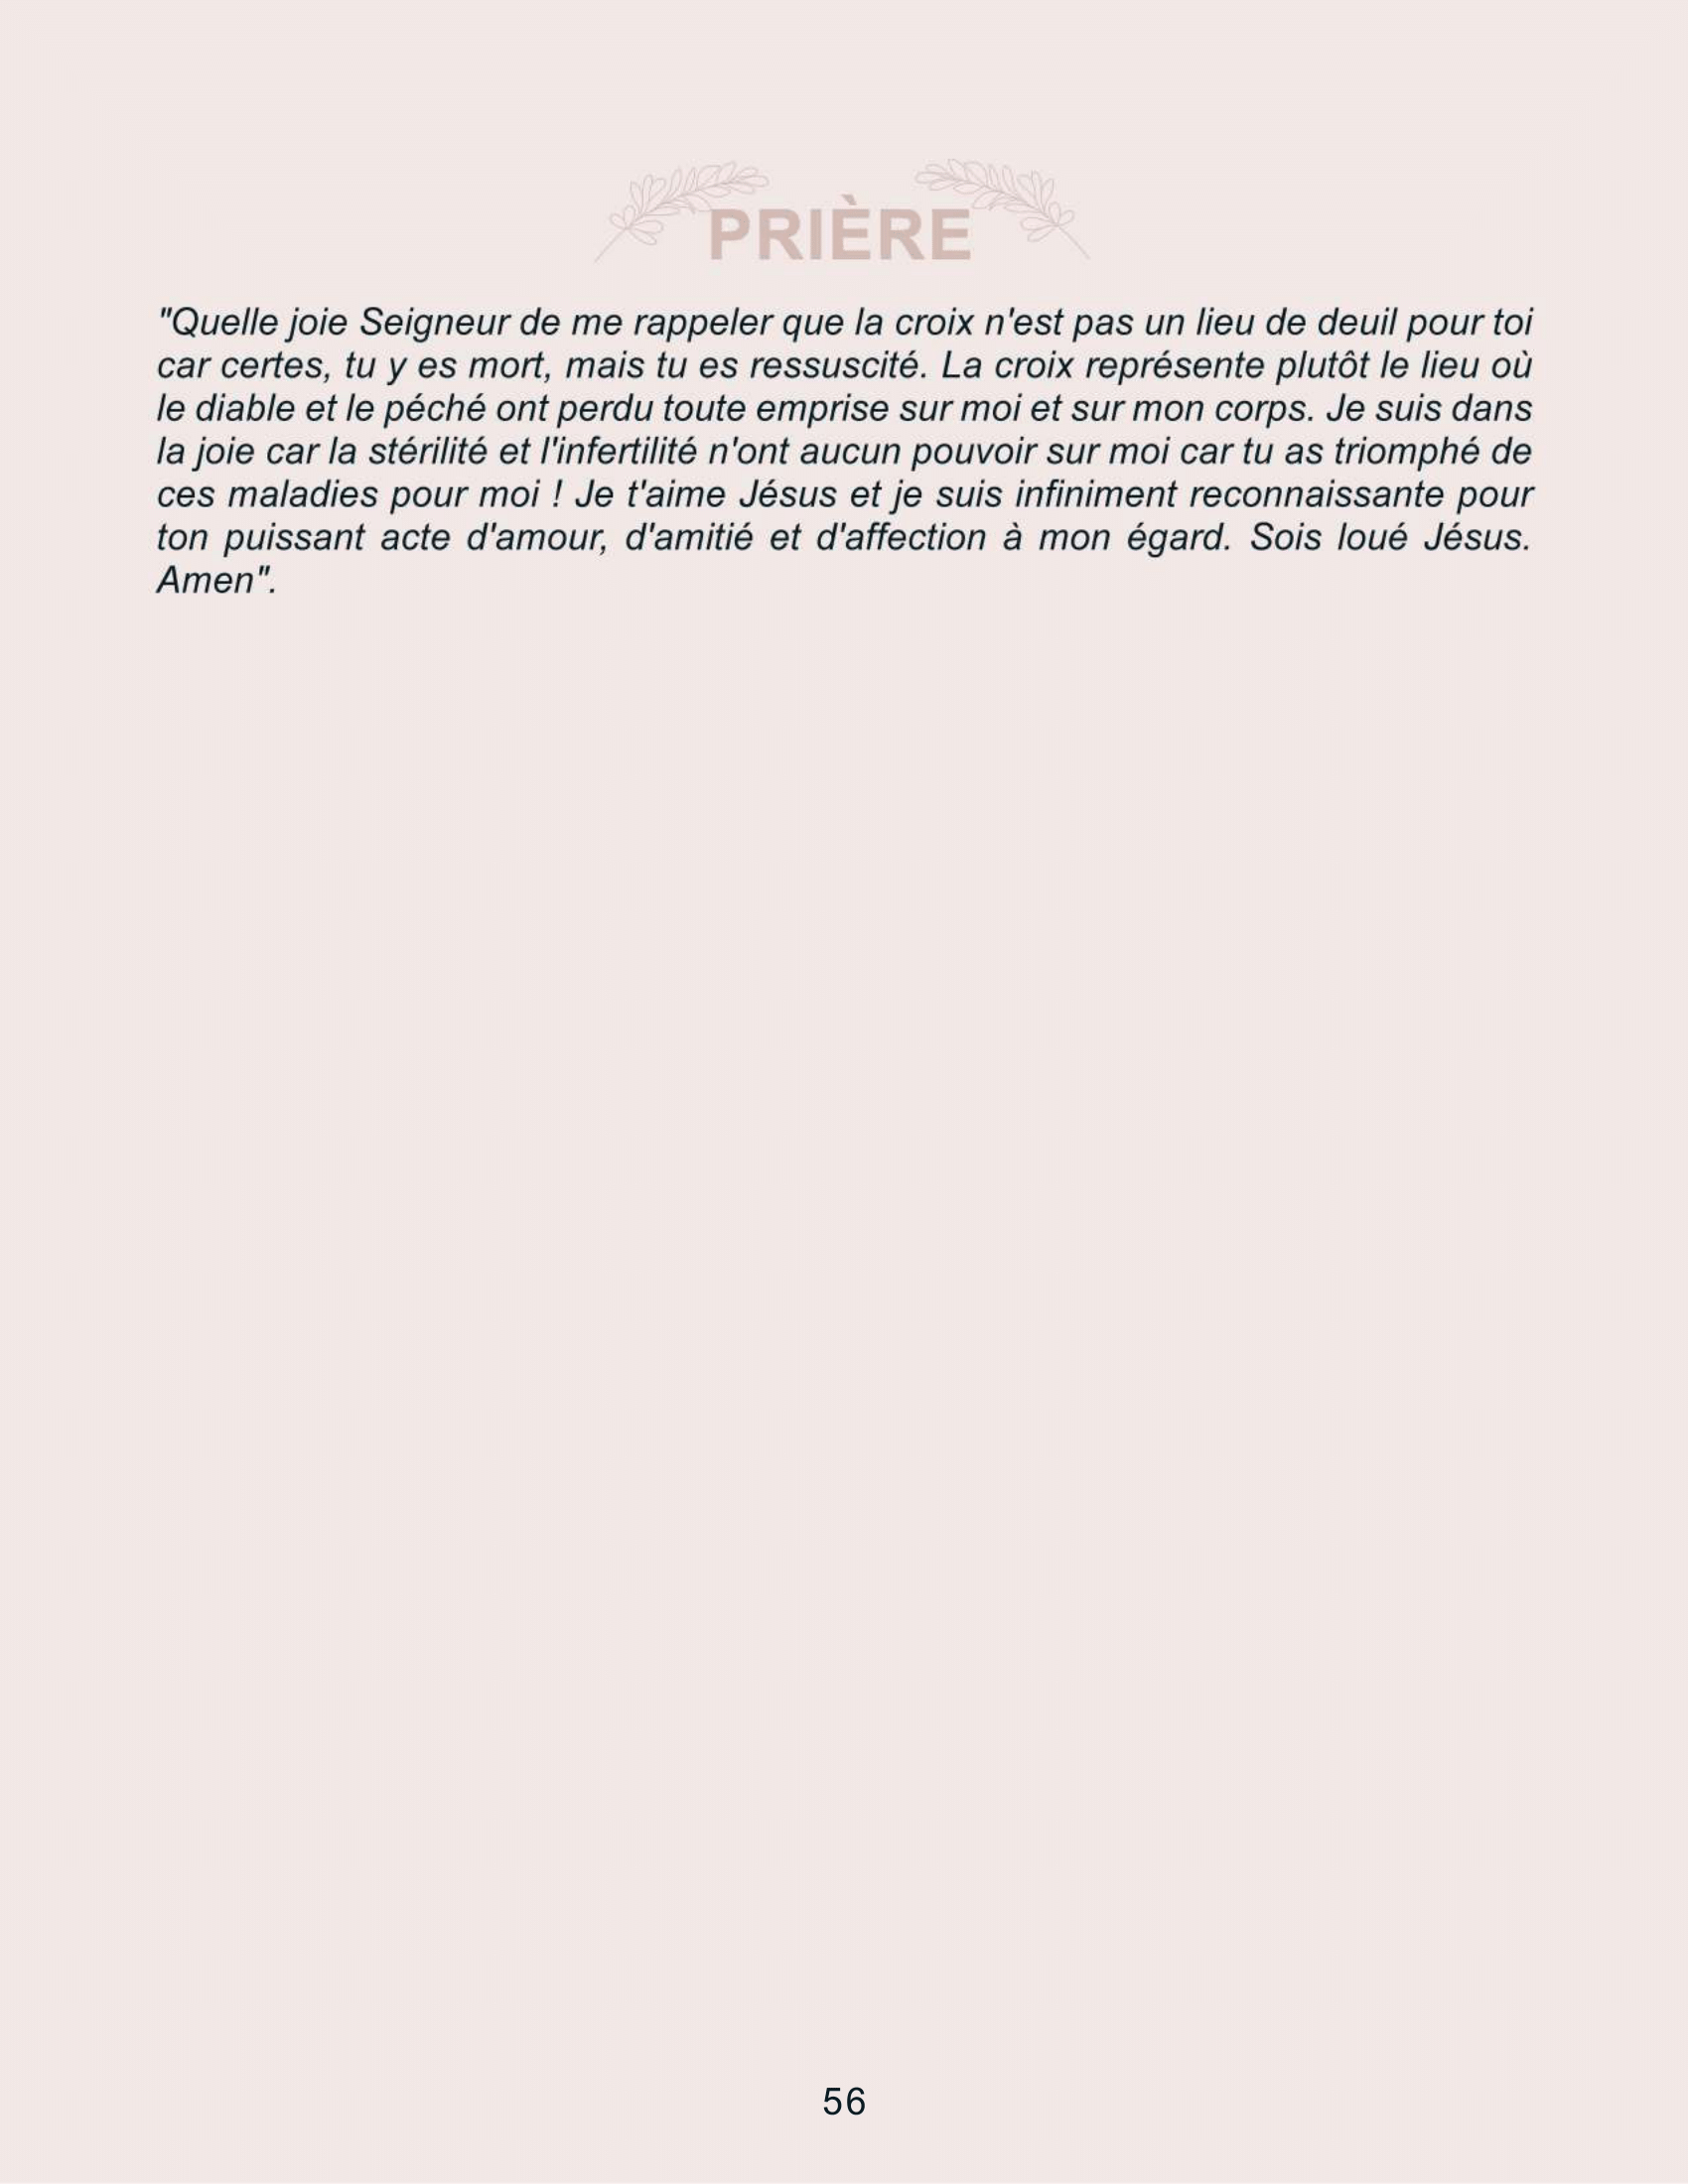 PRIÈRE
"Quelle joie Seigneur de me rappeler que la croix n'est pas un lieu de deuil pour toi
car certes, tu y es mort, mais tu es ressuscité. La croix représente plutôt le lieu où
le diable et le péché ont perdu toute emprise sur moi et sur mon corps. Je suis dans
la joie car la stérilité et l'infertilité n'ont aucun pouvoir sur moi car tu as triomphé de
ces maladies pour moi ! Je t'aime Jésus et je suis infiniment reconnaissante pour
ton puissant acte d'amour, d'amitié et d'affection à mon égard. Sois loué Jésus.
Amen".
56